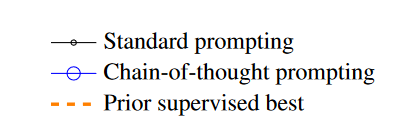 Standard prompting
Chain-of-thought prompting
Prior supervised best